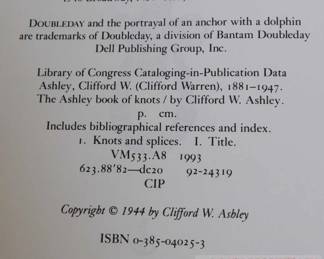 DOUBLEDAY and the portrayal of an anchor with a dolphin
are trademarks of Doubleday, a division of Bantam Doubleday
Dell Publishing Group, Inc.
Library of Congress Cataloging-in-Publication Data
Ashley, Clifford W. (Clifford Warren), 1881–1947.
The Ashley book of knots / by Clifford W. Ashley.
p. cm.
Includes bibliographical references and index.
1. Knots and splices. I. Title.
VM533.A8 1993
623.88'82—dc20 92-24319
CIP
Copyright © 1944 by Clifford W. Ashley
ISBN 0-385-04025-3